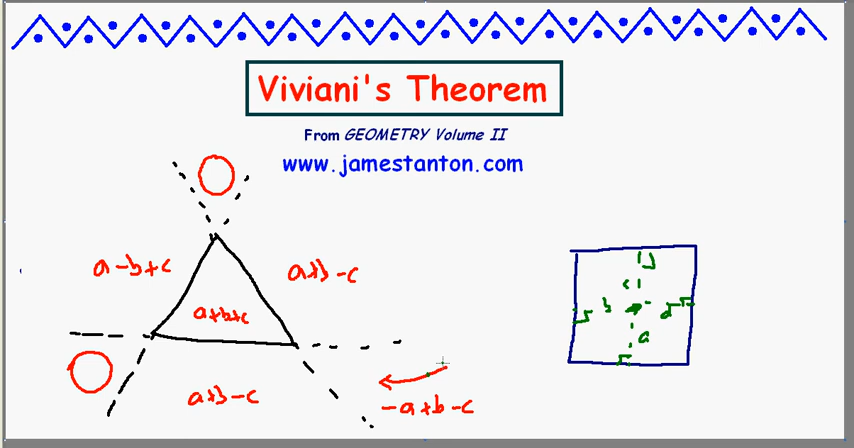 Viviani's Theorem
From GEOMETRY Volume II
www.jamestanton.com
a-b+c
a+b-c
a+b+c
a+b-c
-a+b-c
c
b
d
a